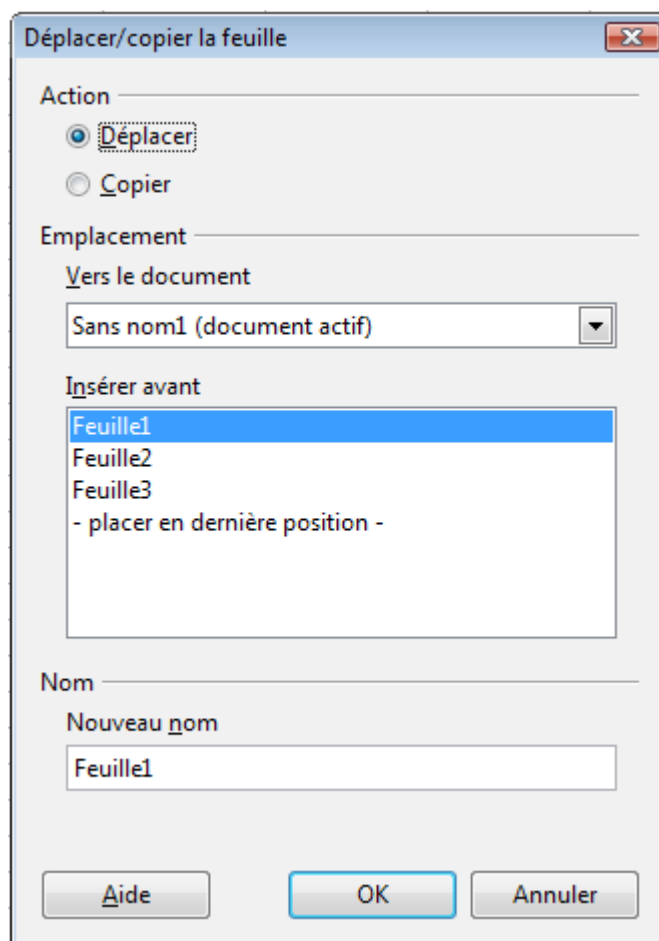 Déplacer/copier la feuille
Action
Déplacer
Copier
Emplacement
Vers le document
Sans nom1 (document actif)
Insérer avant
Feuille1
Feuille2
Feuille3
- placer en dernière position -
Nom
Nouveau nom
Feuille1
Aide OK Annuler